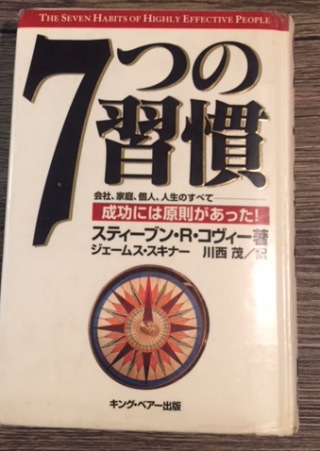 THE SEVEN HABITS OF HIGHLY EFFECTIVE PEOPLE
7つの
習慣
会社、家庭、個人、人生のすべて
成功には原則があった!
スティーブン・R・コヴィー著
ジェームス・スキナー 川西 茂/訳
キング・ベアー出版